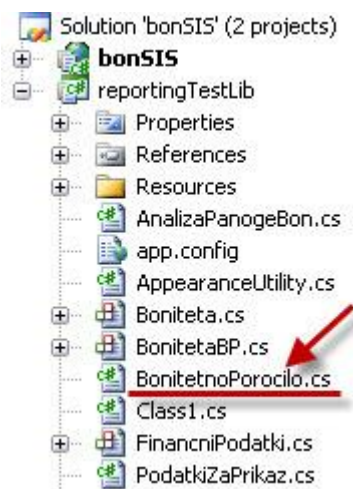 Solution 'bonSIS' (2 projects)
bonSIS
reportingTestLib
Properties
References
Resources
AnalizaPanogeBon.cs
app.config
AppearanceUtility.cs
Boniteta.cs
BonitetaBP.cs
BonitetnoPorocilo.cs
Class1.cs
FinancniPodatki.cs
PodatkiZaPrikaz.cs